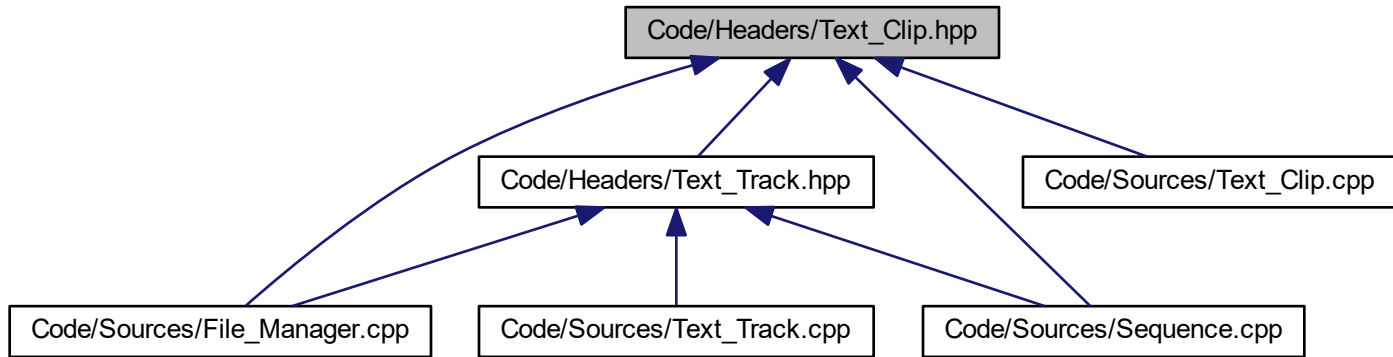 Code/Headers/Text_Clip.hpp
Code/Headers/Text_Track.hpp
Code/Sources/Text_Clip.cpp
Code/Sources/File_Manager.cpp
Code/Sources/Text_Track.cpp
Code/Sources/Sequence.cpp